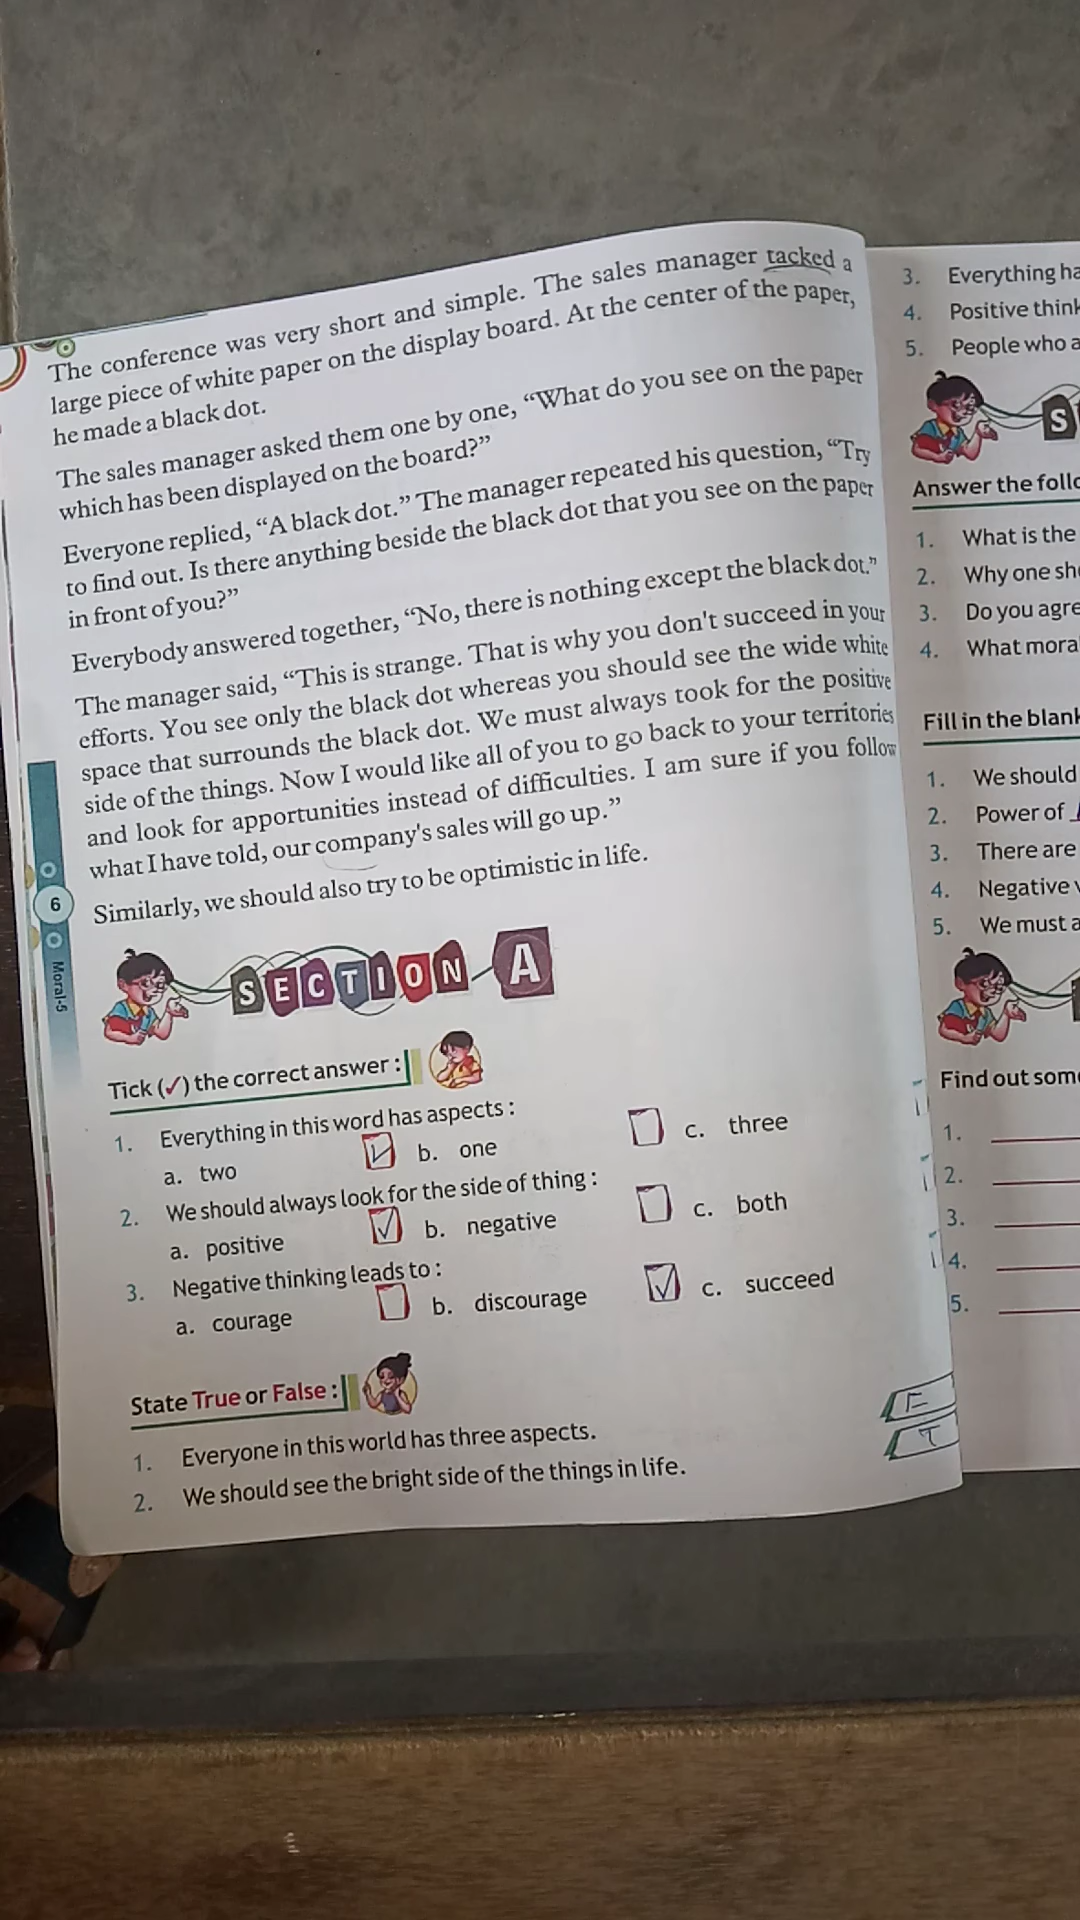 The conference was very short and simple. The sales manager tacked a
large piece of white paper on the display board. At the center of the paper,
he made a black dot.
The sales manager asked them one by one, “What do you see on the paper
which has been displayed on the board?”
Everyone replied, “A black dot.” The manager repeated his question, “Try
to find out. Is there anything beside the black dot that you see on the paper
in front of you?”
Everybody answered together, “No, there is nothing except the black dot.”
The manager said, “This is strange. That is why you don't succeed in your
efforts. You see only the black dot whereas you should see the wide white
space that surrounds the black dot. We must always took for the positive
side of the things. Now I would like all of you to go back to your territories
and look for apportunities instead of difficulties. I am sure if you follow
what I have told, our company's sales will go up.”
Similarly, we should also try to be optimistic in life.
6
Moral-5
SECTION A
Tick (✓) the correct answer :
1. Everything in this word has aspects :
a. two ✓ b. one c. three
2. We should always look for the side of thing :
a. positive ✓ b. negative c. both
3. Negative thinking leads to :
a. courage b. discourage ✓ c. succeed
State True or False :
1. Everyone in this world has three aspects. F
2. We should see the bright side of the things in life. T
3. Everything ha
4. Positive think
5. People who a
S
Answer the follo
1. What is the
2. Why one sh
3. Do you agre
4. What mora
Fill in the blank
1. We should
2. Power of
3. There are
4. Negative
5. We must a
Find out som
1.
2.
3.
4.
5.